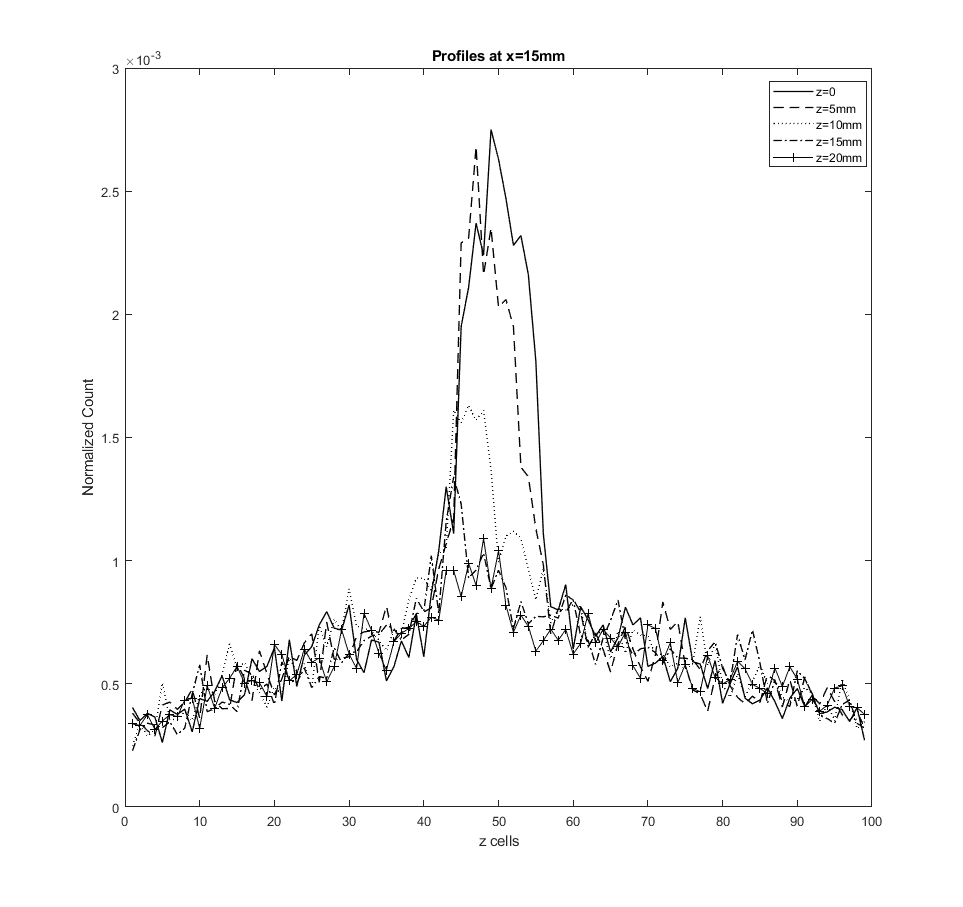 Profiles at x=15mm
×10-3
3
2.5
2
1.5
1
0.5
0
Normalized Count
0 10 20 30 40 50 60 70 80 90 100
z cells
z=0
z=5mm
z=10mm
z=15mm
z=20mm